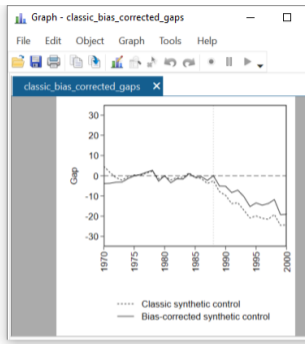 Graph - classic_bias_corrected_gaps
File Edit Object Graph Tools Help
classic_bias_corrected_gaps
30
20
10
0
-10
-20
-30
Gap
1970 1975 1980 1985 1990 1995 2000
Classic synthetic control
Bias-corrected synthetic control